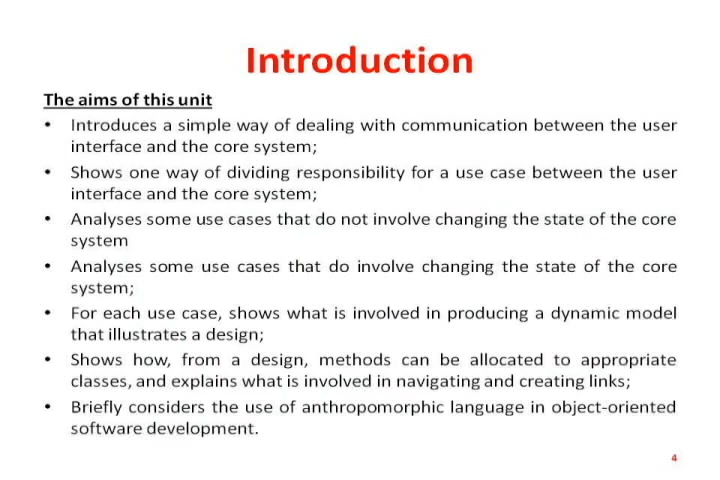 Introduction
The aims of this unit
• Introduces a simple way of dealing with communication between the user
interface and the core system;
• Shows one way of dividing responsibility for a use case between the user
interface and the core system;
• Analyses some use cases that do not involve changing the state of the core
system
• Analyses some use cases that do involve changing the state of the core
system;
• For each use case, shows what is involved in producing a dynamic model
that illustrates a design;
• Shows how, from a design, methods can be allocated to appropriate
classes, and explains what is involved in navigating and creating links;
• Briefly considers the use of anthropomorphic language in object-oriented
software development.
4